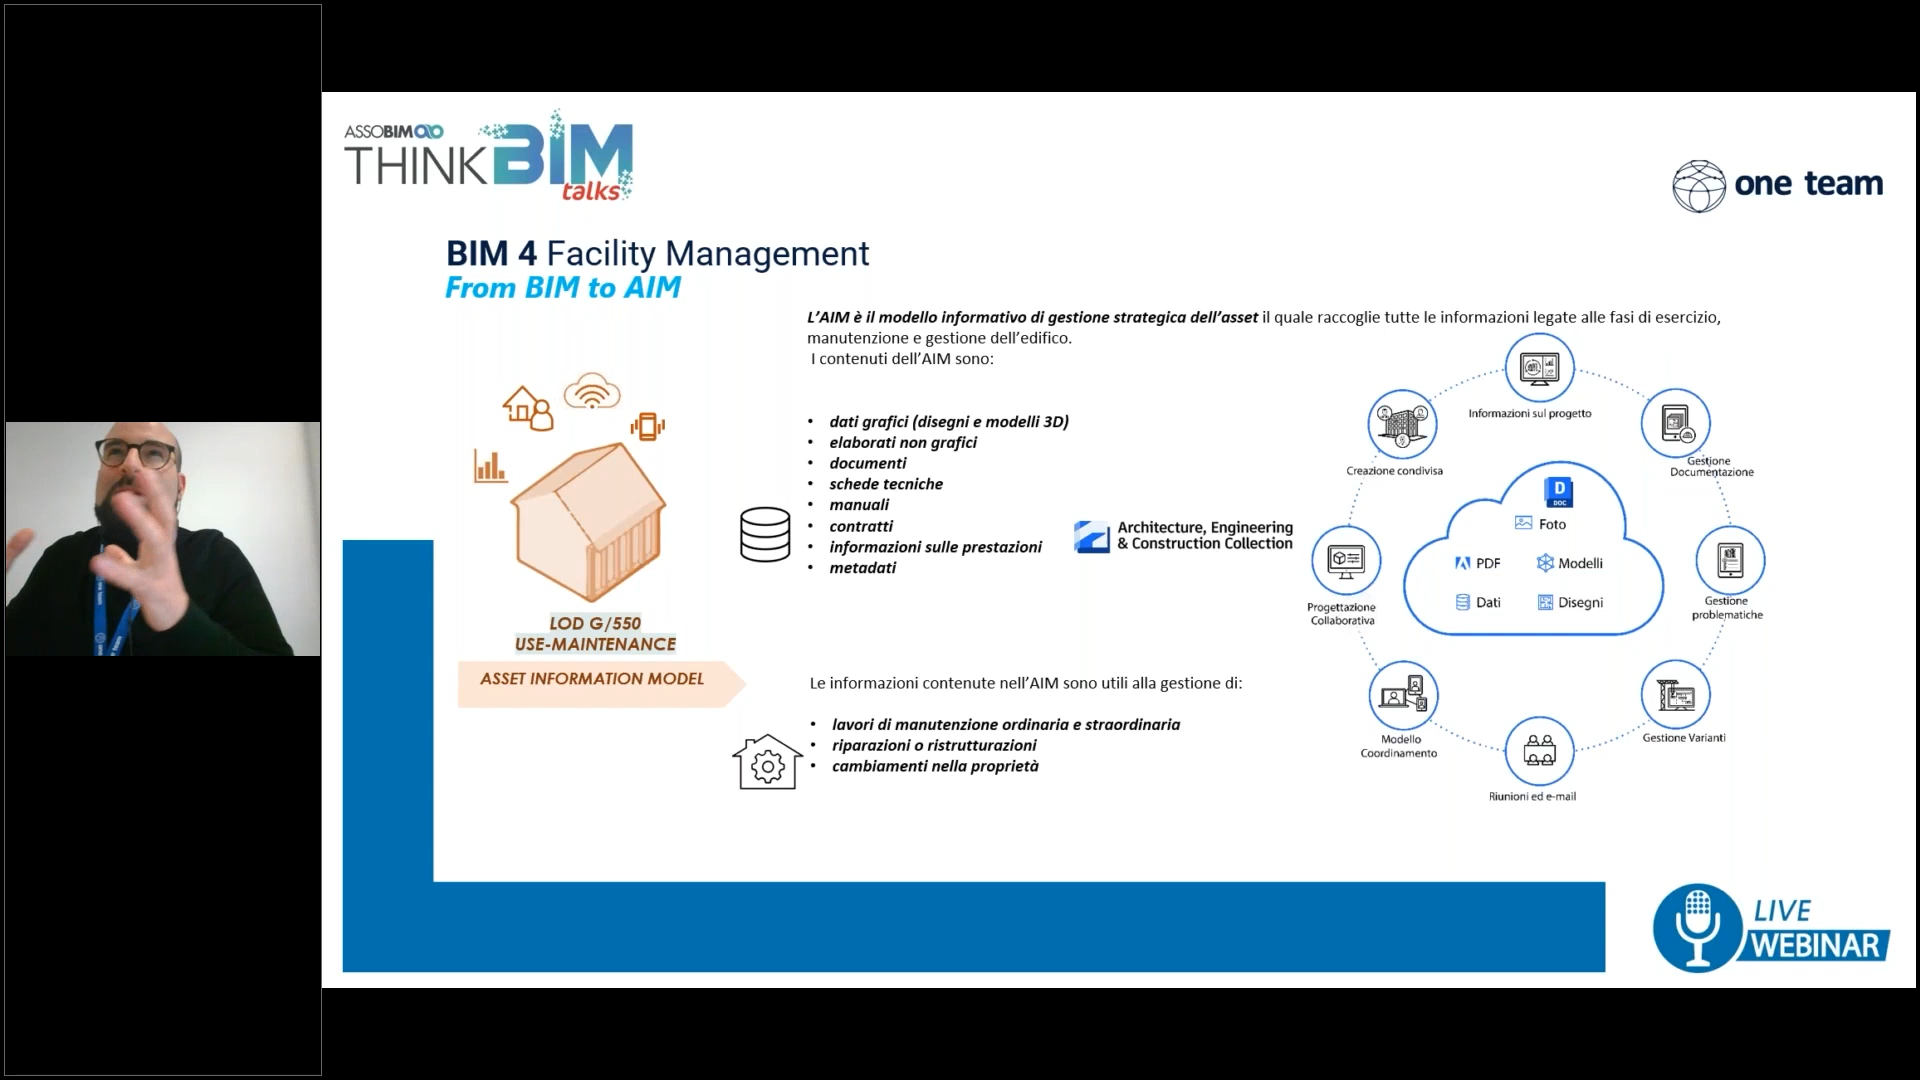 ASSOBIM
THINK BIM
talks
one team
BIM 4 Facility Management
From BIM to AIM
L'AIM è il modello informativo di gestione strategica dell'asset il quale raccoglie tutte le informazioni legate alle fasi di esercizio,
manutenzione e gestione dell'edifico.
I contenuti dell'AIM sono:
• dati grafici (disegni e modelli 3D)
• elaborati non grafici
• documenti
• schede tecniche
• manuali
• contratti
• informazioni sulle prestazioni
• metadati
Architecture, Engineering
& Construction Collection
LOD G/550
USE-MAINTENANCE
ASSET INFORMATION MODEL
Le informazioni contenute nell'AIM sono utili alla gestione di:
• lavori di manutenzione ordinaria e straordinaria
• riparazioni o ristrutturazioni
• cambiamenti nella proprietà
Informazioni sul progetto
Gestione
Documentazione
Gestione
problematiche
Gestione Varianti
Riunioni ed e-mail
Modello
Coordinamento
Progettazione
Collaborativa
Creazione condivisa
D
DOC
Foto
PDF
Modelli
Dati
Disegni
LIVE
WEBINAR